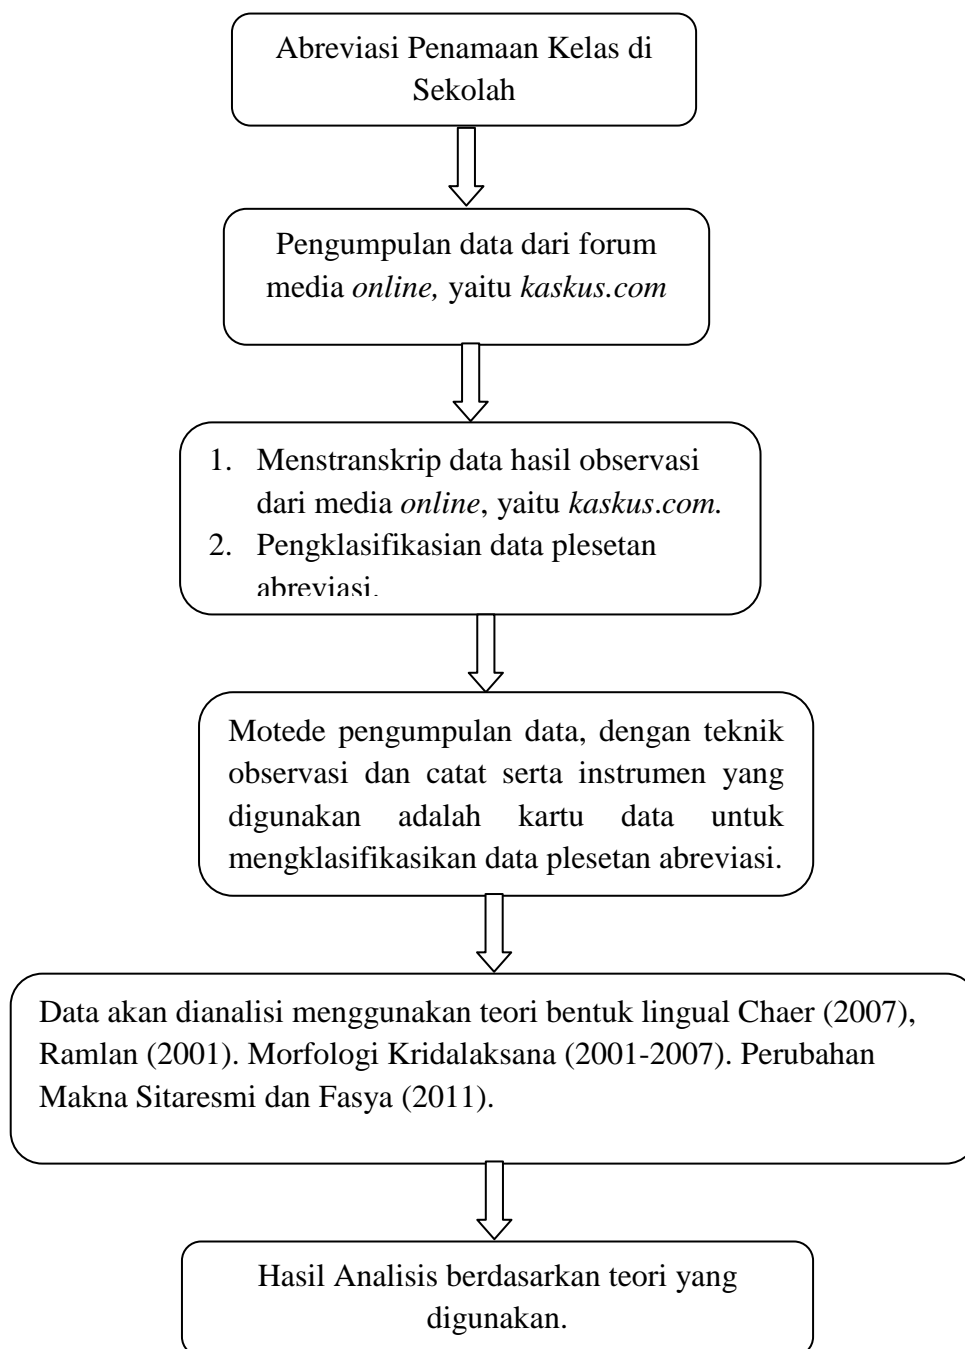 Abreviasi Penamaan Kelas di
Sekolah
Pengumpulan data dari forum
media online, yaitu kaskus.com
1. Menstranskrip data hasil observasi
dari media online, yaitu kaskus.com.
2. Pengklasifikasian data plesetan
abreviasi.
Motede pengumpulan data, dengan teknik
observasi dan catat serta instrumen yang
digunakan adalah kartu data untuk
mengklasifikasikan data plesetan abreviasi.
Data akan dianalisi menggunakan teori bentuk lingual Chaer (2007),
Ramlan (2001). Morfologi Kridalaksana (2001-2007). Perubahan
Makna Sitaresmi dan Fasya (2011).
Hasil Analisis berdasarkan teori yang
digunakan.